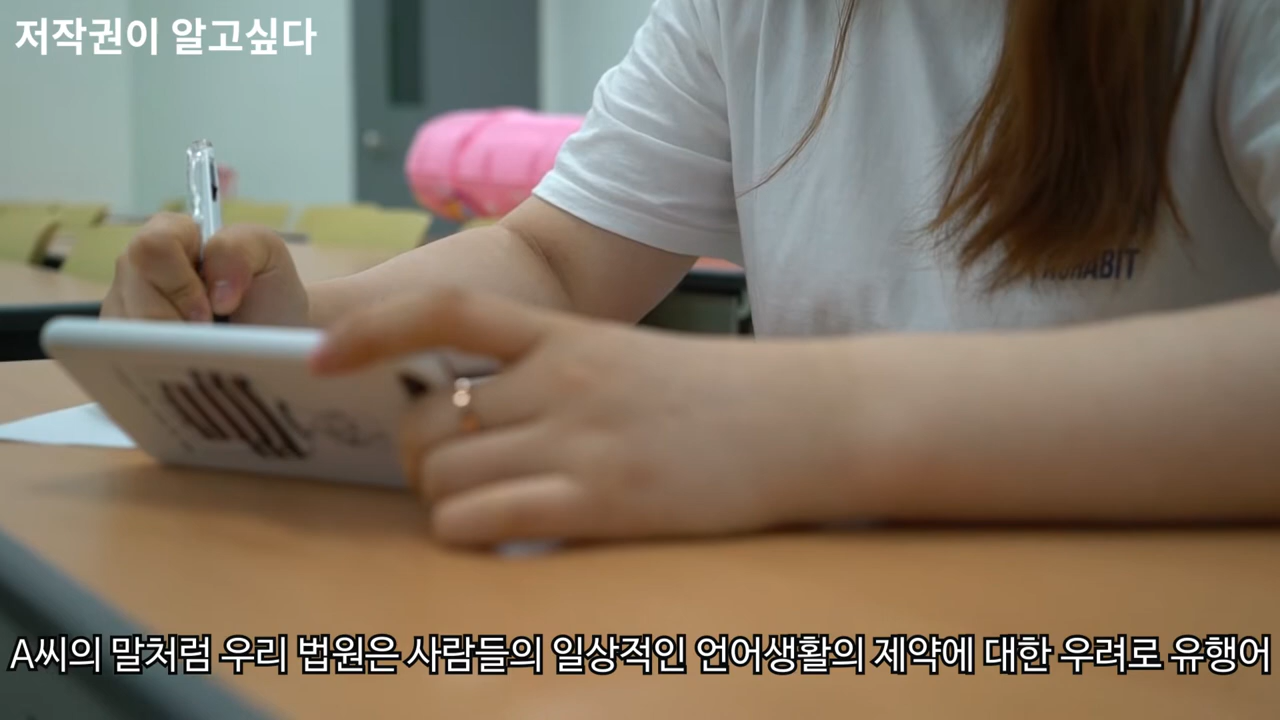 저작권이 알고싶다
A씨의 말처럼 우리 법원은 사람들의 일상적인 언어생활의 제약에 대한 우려로 유행어